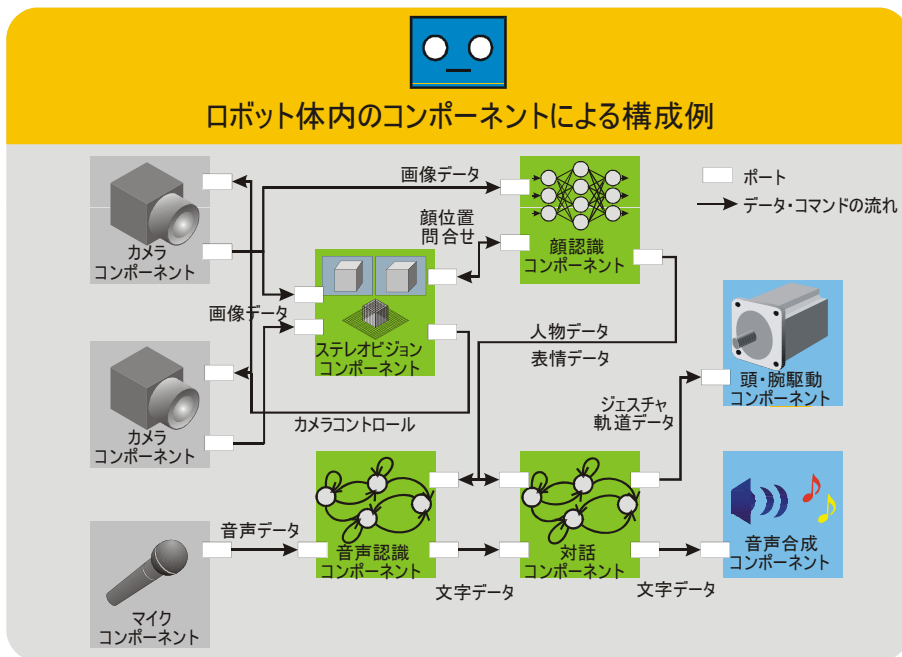 ロボット体内のコンポーネントによる構成例
カメラ
コンポーネント
画像データ
顔位置
問合せ
顔認識
コンポーネント
ポート
データ・コマンドの流れ
画像データ
ステレオビジョン
コンポーネント
人物データ
表情データ
頭・腕駆動
コンポーネント
カメラ
コンポーネント
カメラコントロール
ジェスチャ
軌道データ
音声データ
音声認識
コンポーネント
対話
コンポーネント
音声合成
コンポーネント
文字データ
文字データ
マイク
コンポーネント